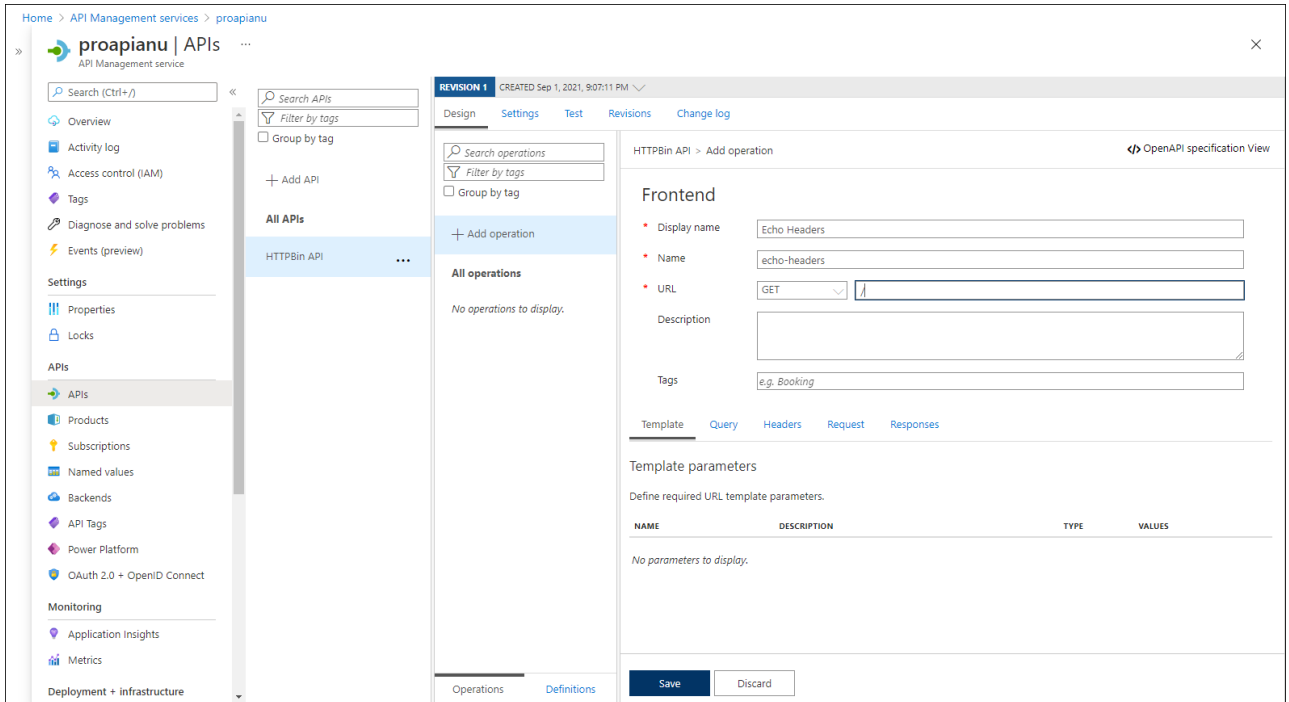 Home > API Management services > proapianu
»
proapianu | APIs ...
API Management service
Search (Ctrl+/)
«
Overview
Activity log
Access control (IAM)
Tags
Diagnose and solve problems
Events (preview)
Settings
Properties
Locks
APIs
APIs
Products
Subscriptions
Named values
Backends
API Tags
Power Platform
OAuth 2.0 + OpenID Connect
Monitoring
Application Insights
Metrics
Deployment + infrastructure
Search APIs
Filter by tags
Group by tag
+ Add API
All APIs
HTTPBin API ...
REVISION 1 CREATED Sep 1, 2021, 9:07:11 PM
Design Settings Test Revisions Change log
Search operations
Filter by tags
Group by tag
+ Add operation
All operations
No operations to display.
Operations Definitions
HTTPBin API > Add operation
</> OpenAPI specification View
Frontend
* Display name Echo Headers
* Name echo-headers
* URL GET /
Description
Tags e.g. Booking
Template Query Headers Request Responses
Template parameters
Define required URL template parameters.
NAME DESCRIPTION TYPE VALUES
No parameters to display.
Save Discard